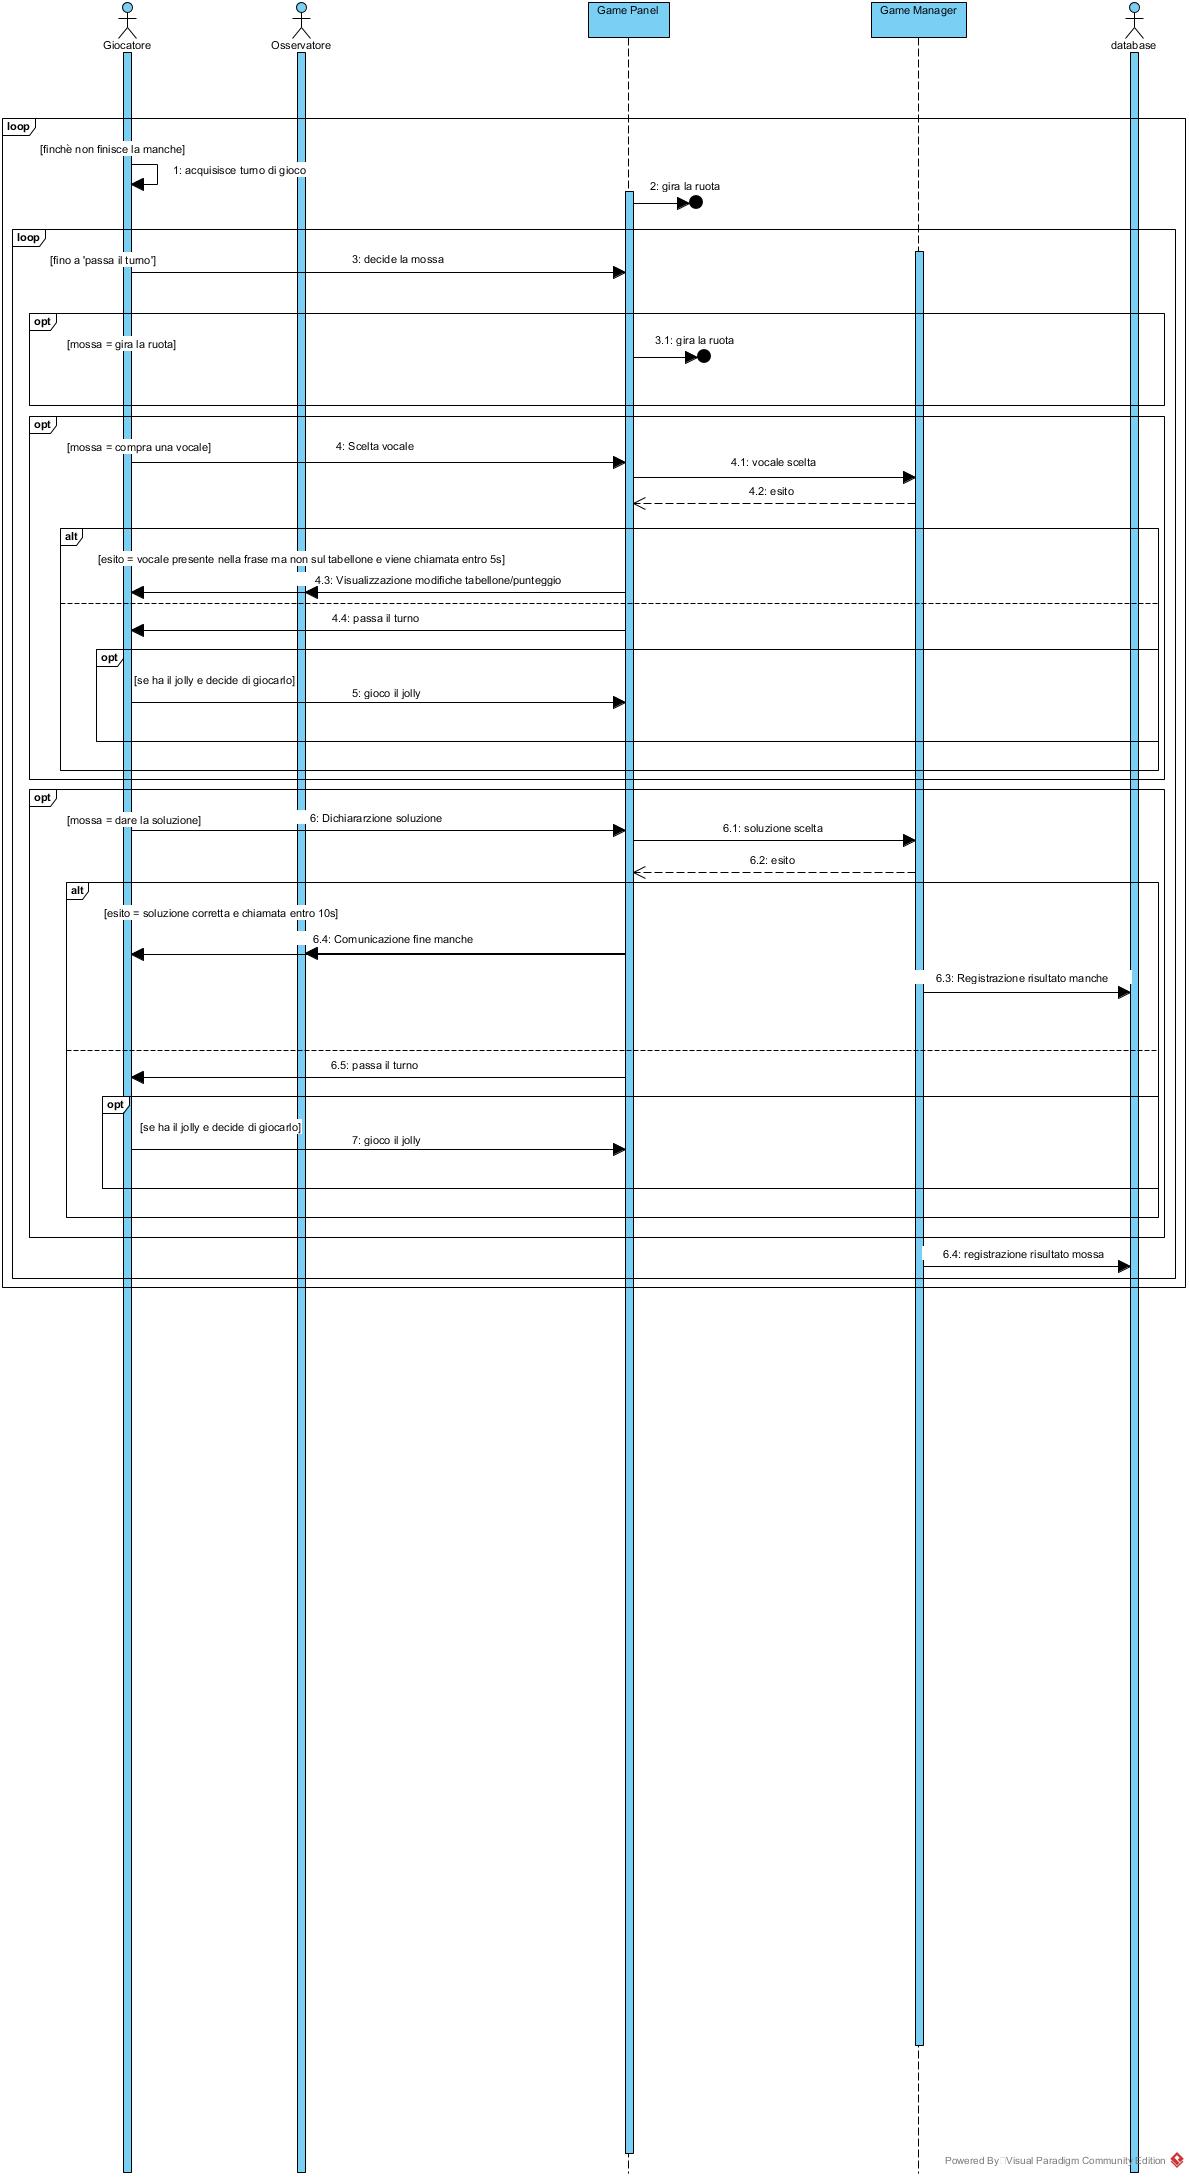 Giocatore
Osservatore
Game Panel
Game Manager
database
loop
[finchè non finisce la manche]
1: acquisisce turno di gioco
2: gira la ruota
loop
[fino a 'passa il turno']
3: decide la mossa
opt
[mossa = gira la ruota]
3.1: gira la ruota
opt
[mossa = compra una vocale]
4: Scelta vocale
4.1: vocale scelta
4.2: esito
alt
[esito = vocale presente nella frase ma non sul tabellone e viene chiamata entro 5s]
4.3: Visualizzazione modifiche tabellone/punteggio
4.4: passa il turno
opt
[se ha il jolly e decide di giocarlo]
5: gioco il jolly
opt
[mossa = dare la soluzione]
6: Dichiararzione soluzione
6.1: soluzione scelta
6.2: esito
alt
[esito = soluzione corretta e chiamata entro 10s]
6.4: Comunicazione fine manche
6.3: Registrazione risultato manche
6.5: passa il turno
opt
[se ha il jolly e decide di giocarlo]
7: gioco il jolly
6.4: registrazione risultato mossa
Powered By Visual Paradigm Community Edition